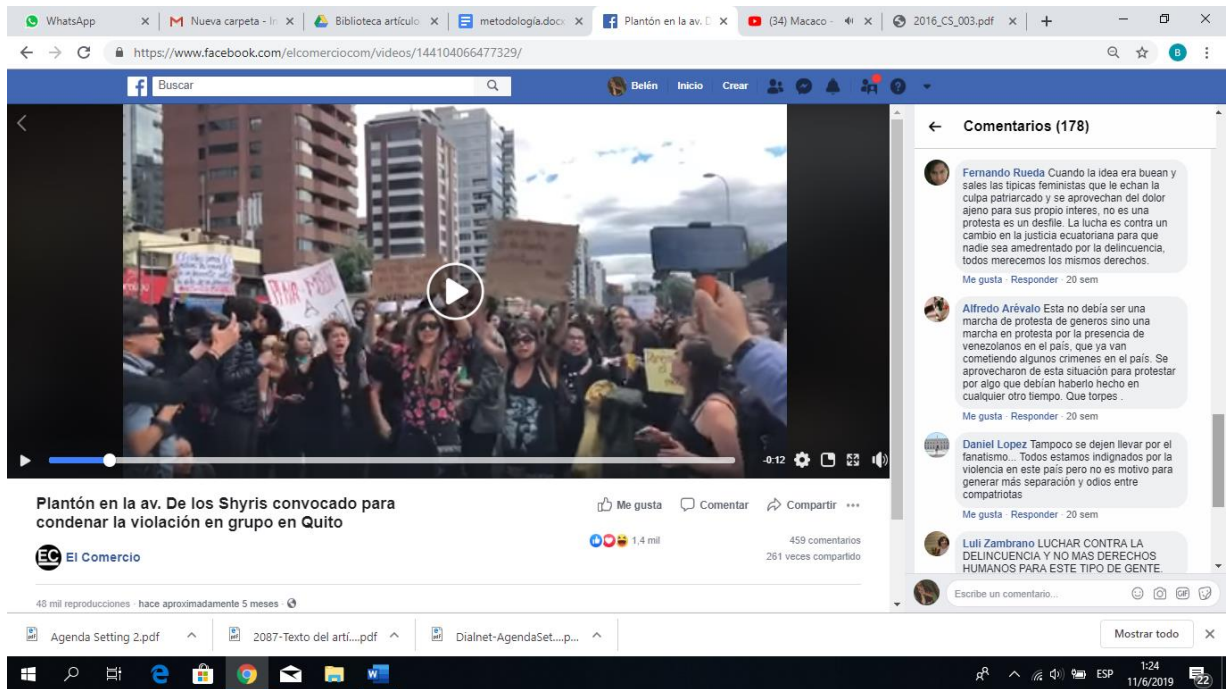 WhatsApp
Nueva carpeta - In
Biblioteca artículo
metodología.docx
Plantón en la av. D
(34) Macaco -
2016_CS_003.pdf
https://www.facebook.com/elcomerciocom/videos/144104066477329/
B
Buscar
Belén
Inicio
Crear
Comentarios (178)
Fernando Rueda Cuando la idea era buean y
sales las tipicas feministas que le echan la
culpa patriarcado y se aprovechan del dolor
ajeno para sus propio interes, no es una
protesta es un desfile. La lucha es contra un
cambio en la justicia ecuatoriana para que
nadie sea amedrentado por la delincuencia,
todos merecemos los mismos derechos.
Me gusta · Responder · 20 sem
Alfredo Arévalo Esta no debía ser una
marcha de protesta de generos sino una
marcha en protesta por la presencia de
venezolanos en el país, que ya van
cometiendo algunos crimenes en el país. Se
aprovecharon de esta situación para protestar
por algo que debían haberlo hecho en
cualquier otro tiempo. Que torpes .
Me gusta · Responder · 20 sem
Daniel Lopez Tampoco se dejen llevar por el
fanatismo... Todos estamos indignados por la
violencia en este país pero no es motivo para
generar más separación y odios entre
compatriotas
Me gusta · Responder · 20 sem
Luli Zambrano LUCHAR CONTRA LA
DELINCUENCIA Y NO MAS DERECHOS
HUMANOS PARA ESTE TIPO DE GENTE.
Escribe un comentario...
GIF
-0:12
Plantón en la av. De los Shyris convocado para
condenar la violación en grupo en Quito
Me gusta
Comentar
Compartir
EC El Comercio
1,4 mil
459 comentarios
261 veces compartido
48 mil reproducciones · hace aproximadamente 5 meses ·
Agenda Setting 2.pdf
2087-Texto del artí....pdf
Dialnet-AgendaSet....p...
Mostrar todo
ESP
1:24
11/6/2019
22